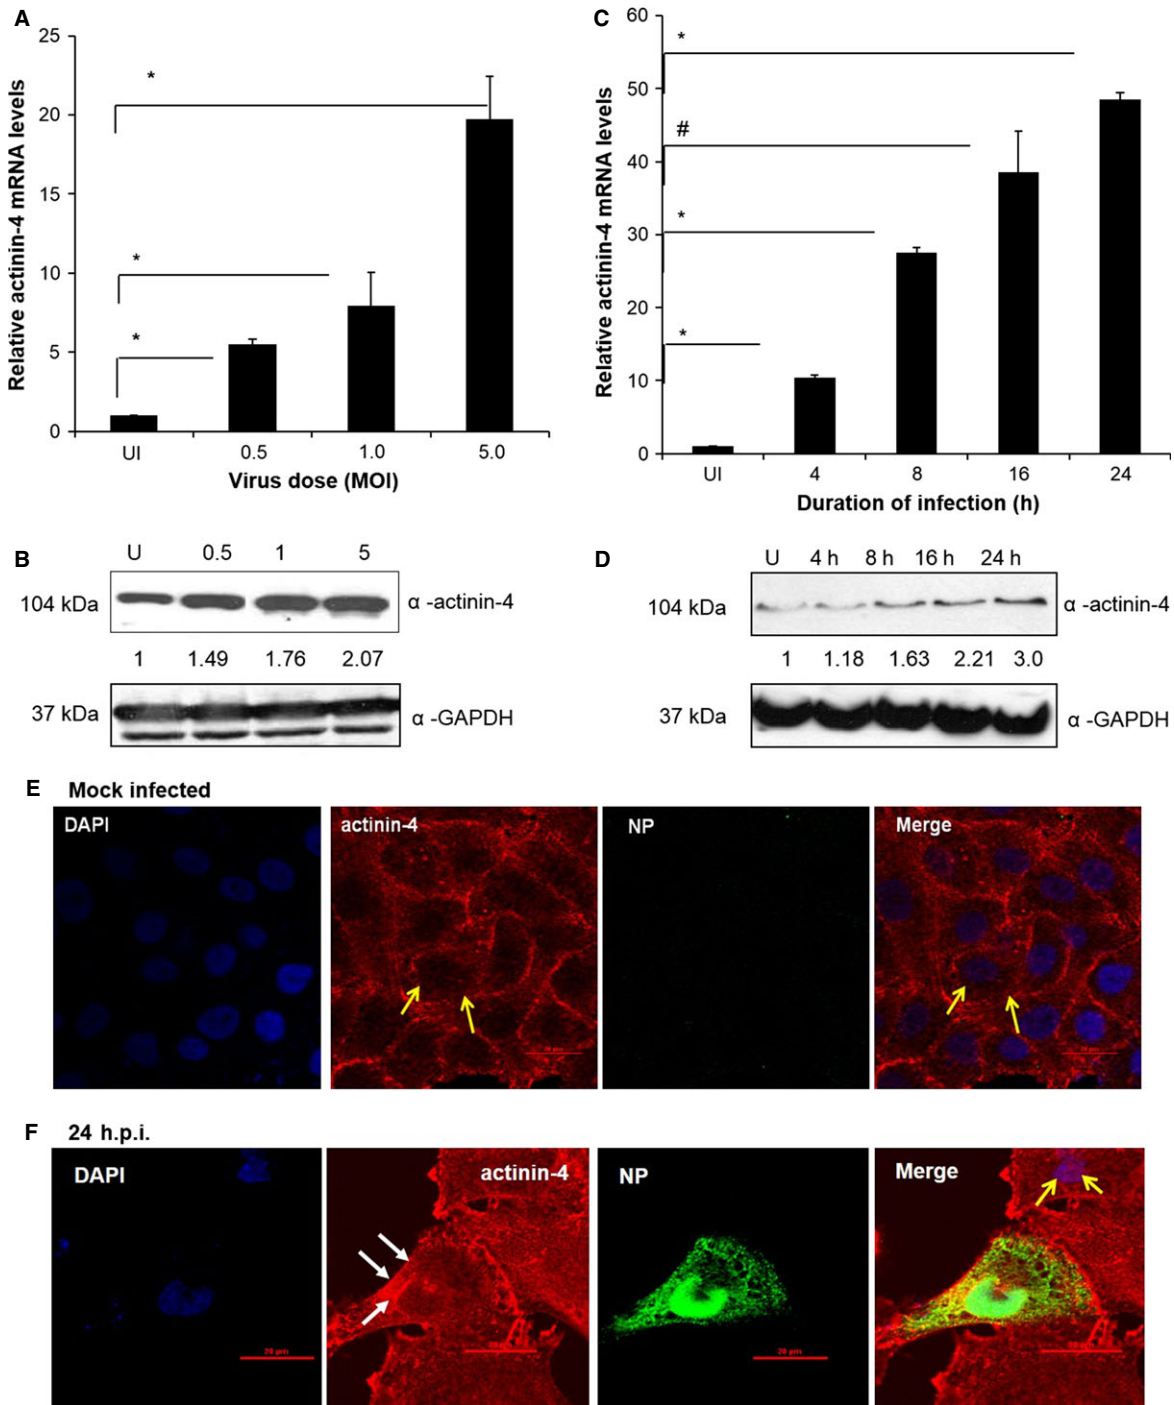 A
Relative actinin-4 mRNA levels
25
20
15
10
5
0
*
*
*
UI 0.5 1.0 5.0
Virus dose (MOI)
C
Relative actinin-4 mRNA levels
60
50
40
30
20
10
0
*
#
*
*
UI 4 8 16 24
Duration of infection (h)
B
U 0.5 1 5
104 kDa α -actinin-4
1 1.49 1.76 2.07
37 kDa α -GAPDH
D
U 4 h 8 h 16 h 24 h
104 kDa α -actinin-4
1 1.18 1.63 2.21 3.0
37 kDa α -GAPDH
E Mock infected
DAPI actinin-4 NP Merge
F 24 h.p.i.
DAPI actinin-4 NP Merge
20 μm 20 μm